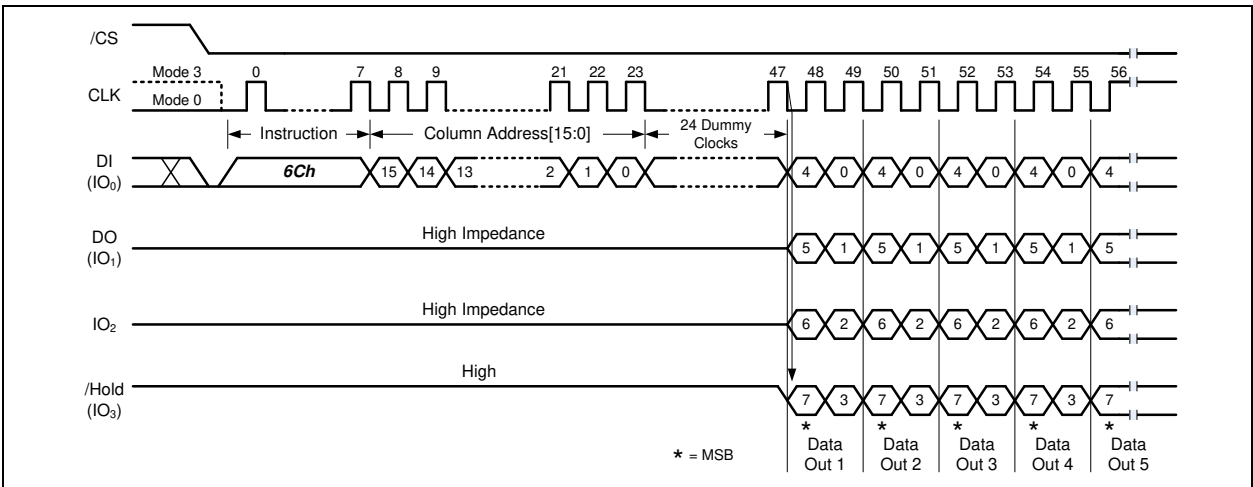 /CS
Mode 3 0 7 8 9 21 22 23 47 48 49 50 51 52 53 54 55 56
CLK
Mode 0
Instruction Column Address[15:0] 24 Dummy
Clocks
DI 6Ch 15 14 13 2 1 0 4 0 4 0 4 0 4 0 4
(IO₀)
DO High Impedance 5 1 5 1 5 1 5 1 5
(IO₁)
IO₂ High Impedance 6 2 6 2 6 2 6 2 6
/Hold High 7 3 7 3 7 3 7 3 7
(IO₃)
* * * * *
* = MSB Data Data Data Data Data
Out 1 Out 2 Out 3 Out 4 Out 5